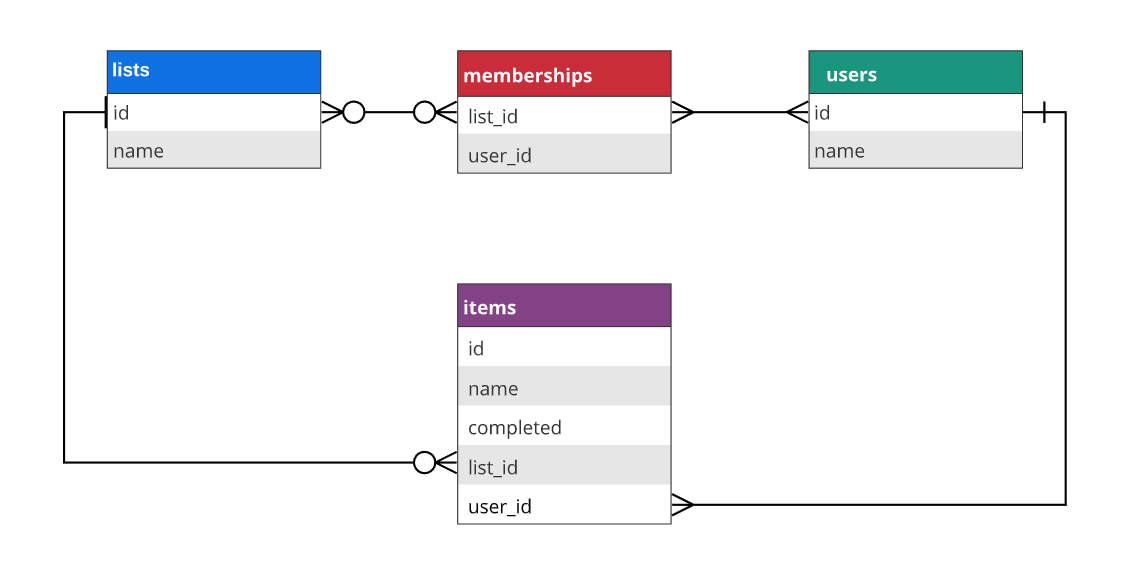 lists
id
name
memberships
list_id
user_id
users
id
name
items
id
name
completed
list_id
user_id